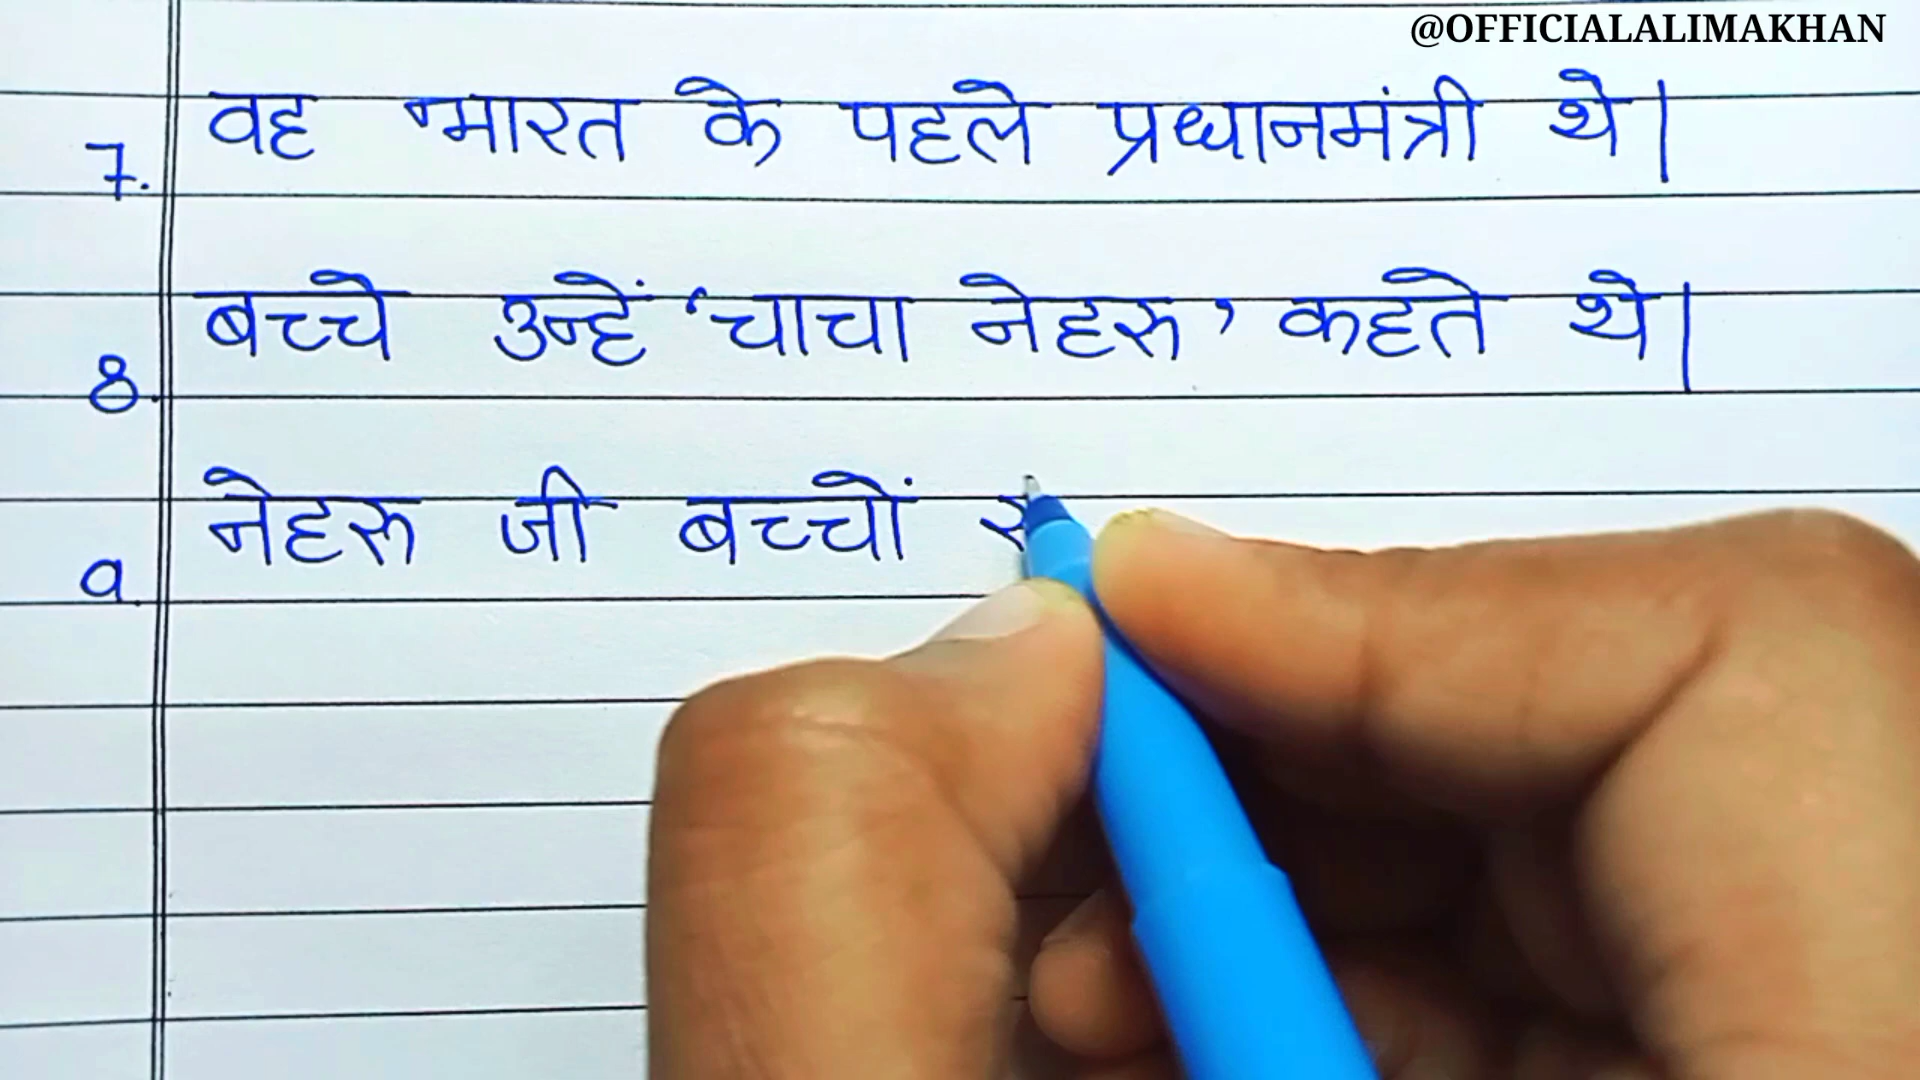 @OFFICIALALIMAKHAN
7. वह भारत के पहले प्रधानमंत्री थे।
8. बच्चे उन्हें ‘चाचा नेहरू’ कहते थे।
9. नेहरू जी बच्चों